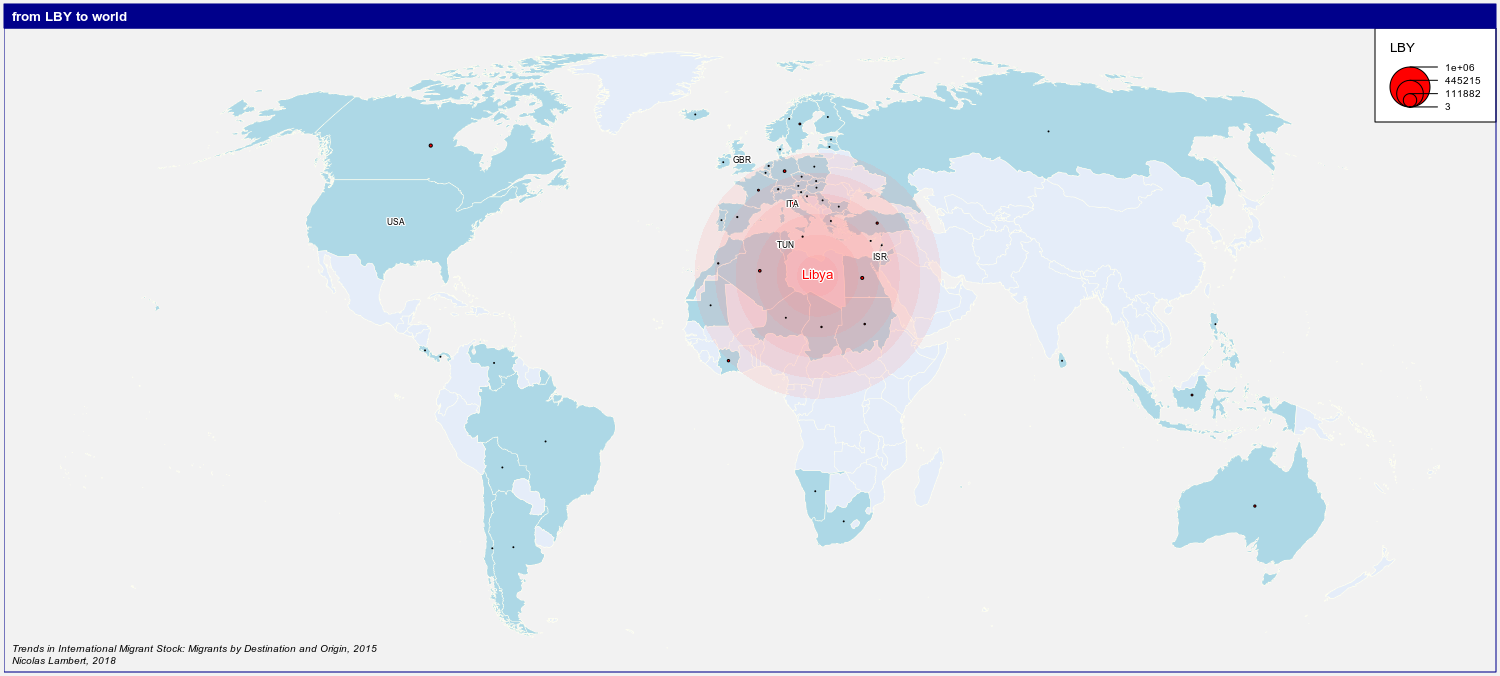 from LBY to world
LBY
1e+06
445215
111882
3
GBR
ITA
USA
TUN
ISR
Libya
Trends in International Migrant Stock: Migrants by Destination and Origin, 2015
Nicolas Lambert, 2018